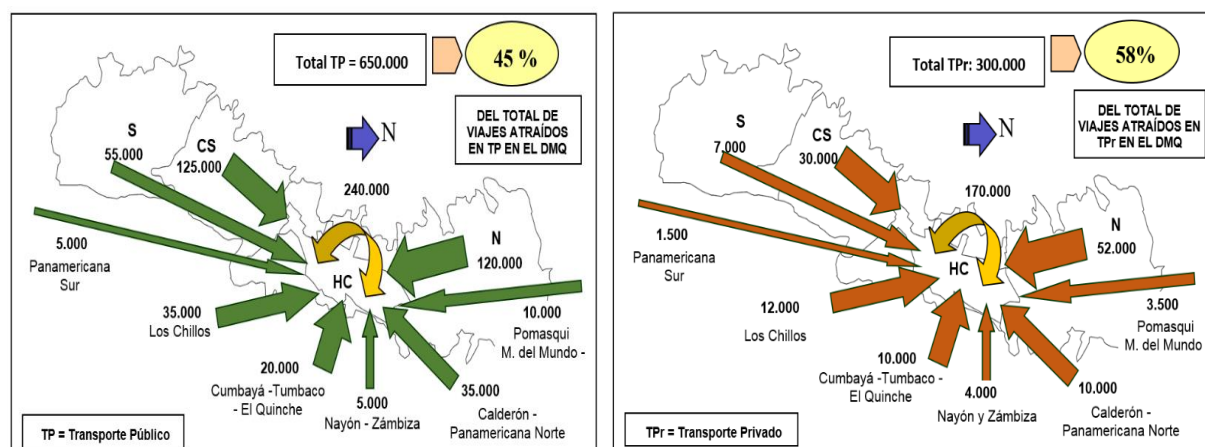 Total TP = 650.000
45 %
DEL TOTAL DE
VIAJES ATRAÍDOS
EN TP EN EL DMQ
N
S
55.000
CS
125.000
240.000
N
120.000
5.000
Panamericana
Sur
HC
35.000
Los Chillos
10.000
Pomasqui
M. del Mundo -
20.000
Cumbayá -Tumbaco
- El Quinche
5.000
Nayón - Zámbiza
35.000
Calderón -
Panamericana Norte
TP = Transporte Público
Total TPr: 300.000
58%
DEL TOTAL DE
VIAJES ATRAÍDOS EN
TPr EN EL DMQ
N
S
7.000
CS
30.000
170.000
N
52.000
1.500
Panamericana
Sur
HC
12.000
Los Chillos
3.500
Pomasqui
M. del Mundo
10.000
Cumbayá -Tumbaco -
El Quinche
4.000
Nayón y Zámbiza
10.000
Calderón -
Panamericana Norte
TPr = Transporte Privado